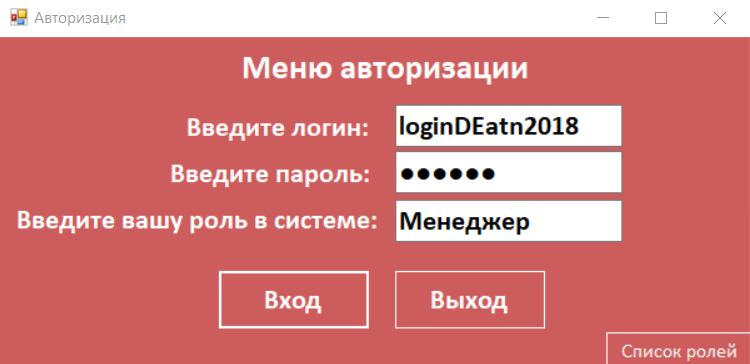 Авторизация
Меню авторизации
Введите логин: loginDEatn2018
Введите пароль: ●●●●●●
Введите вашу роль в системе: Менеджер
Вход Выход
Список ролей